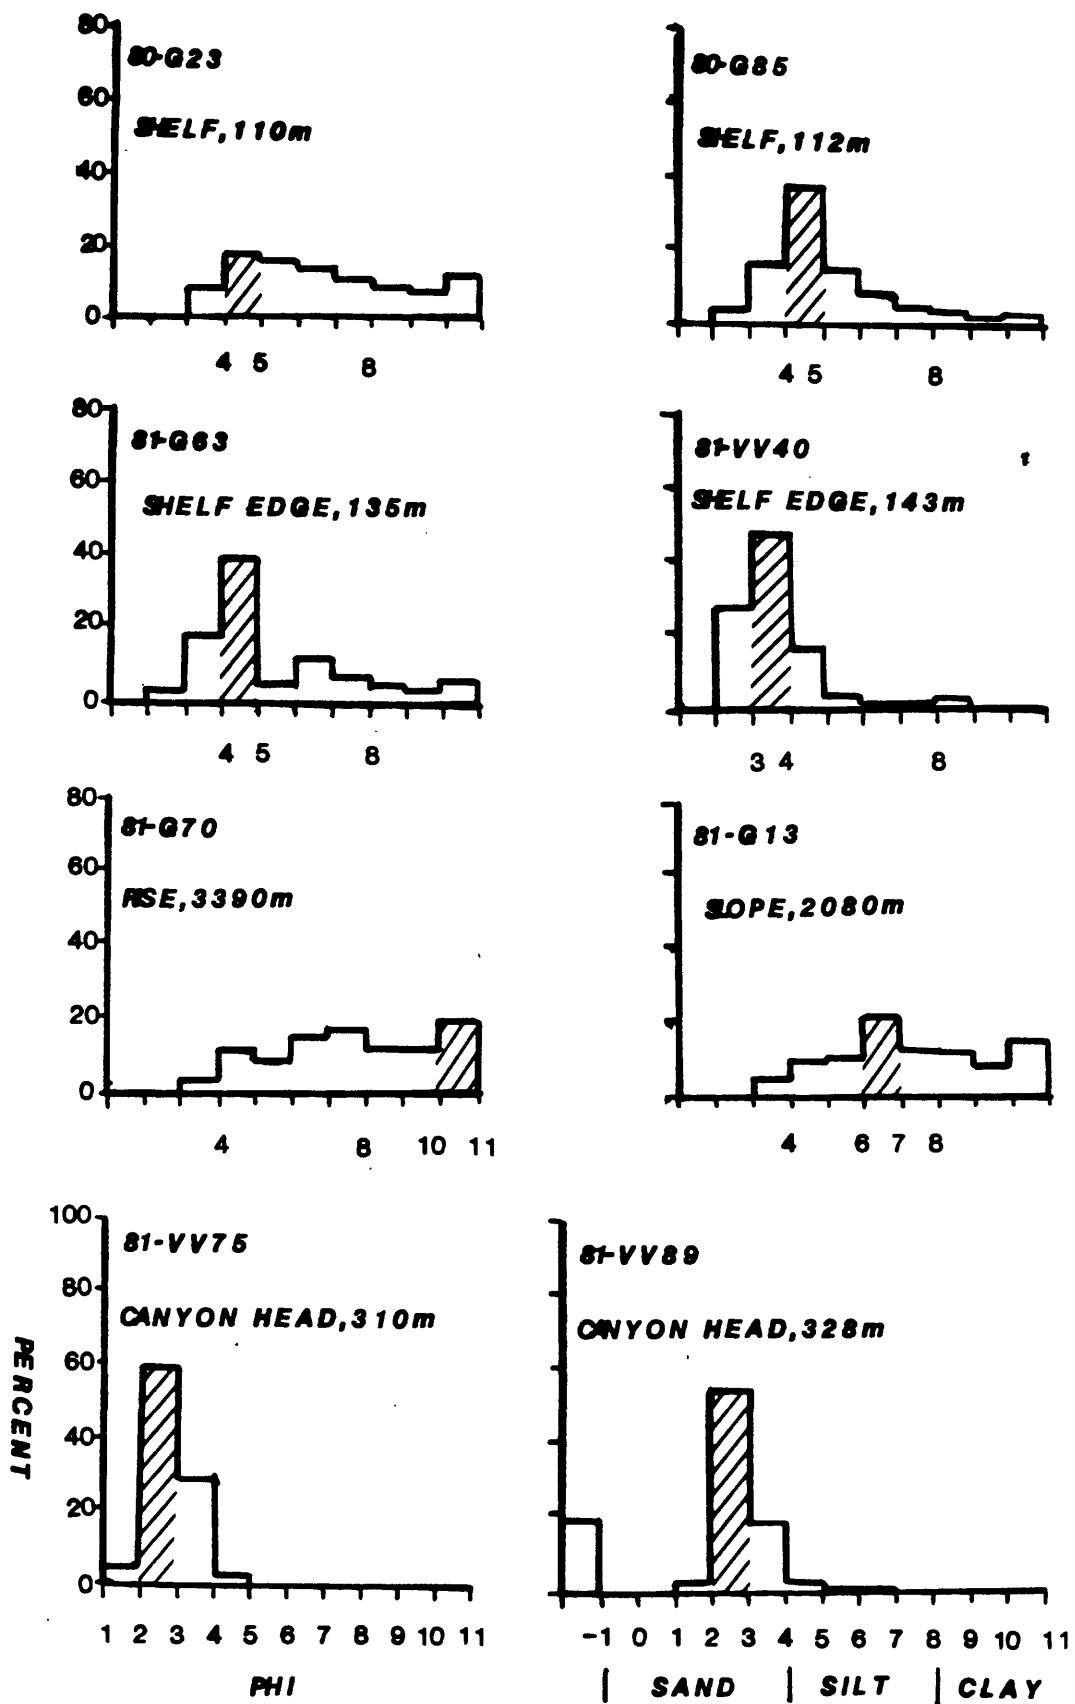 80
60
40
20
0
80-G23
SHELF,110m
4 5 8
80-G85
SHELF,112m
4 5 8
80
60
40
20
0
81-G63
SHELF EDGE,135m
4 5 8
81-VV40
SHELF EDGE,143m
3 4 8
80
60
40
20
0
81-G70
RISE,3390m
4 8 10 11
81-G13
SLOPE,2080m
4 6 7 8
PERCENT
100
80
60
40
20
0
81-VV75
CANYON HEAD,310m
1 2 3 4 5 6 7 8 9 10 11
PHI
81-VV89
CANYON HEAD,328m
-1 0 1 2 3 4 5 6 7 8 9 10 11
| SAND | SILT | CLAY